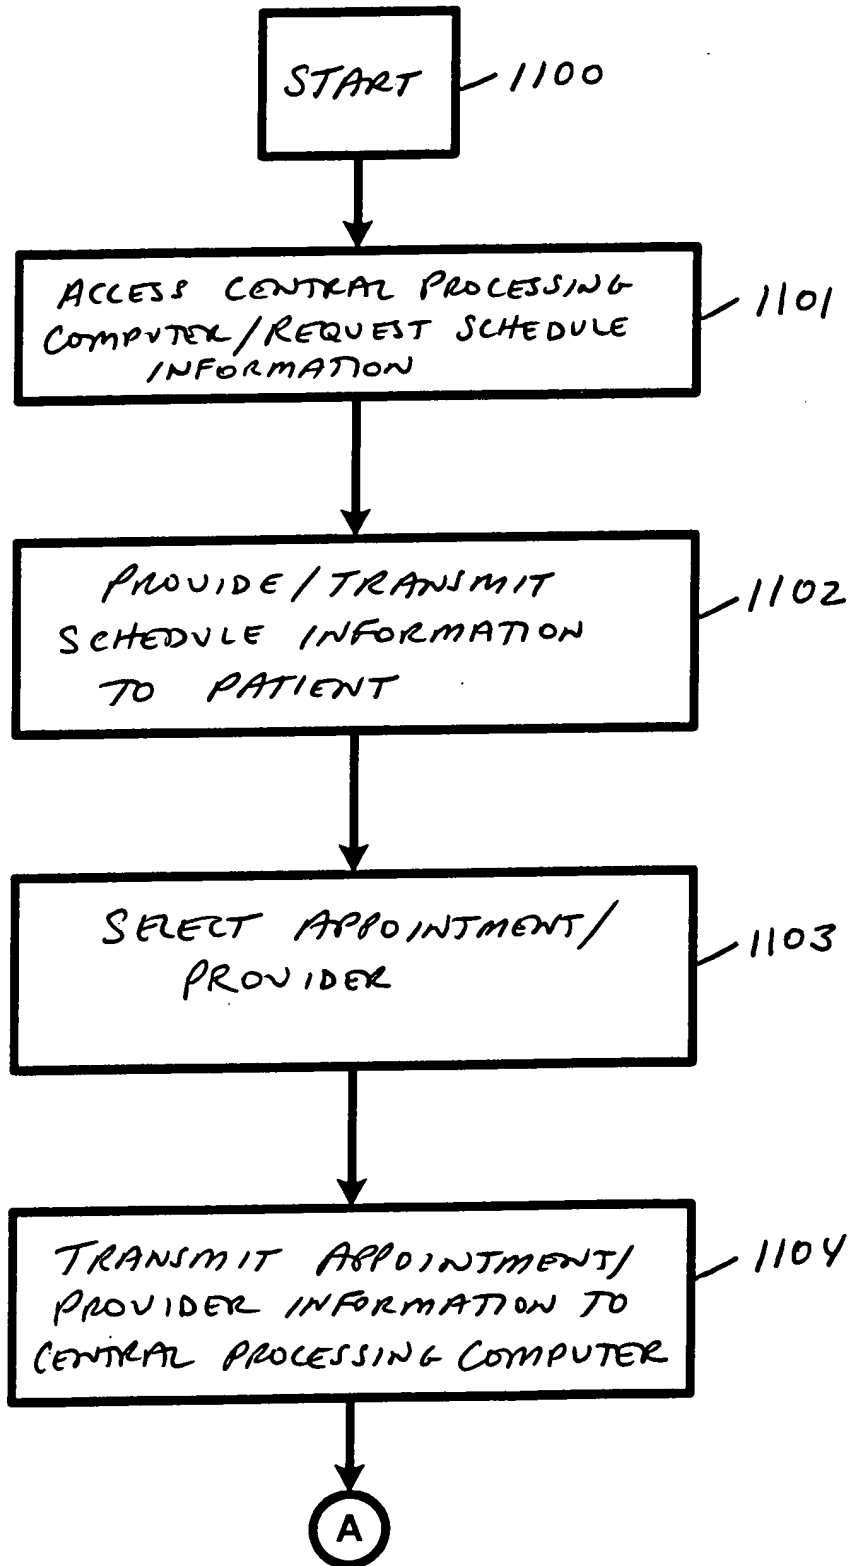 START
1100
ACCESS CENTRAL PROCESSING
COMPUTER/REQUEST SCHEDULE
INFORMATION
1101
PROVIDE/TRANSMIT
SCHEDULE INFORMATION
TO PATIENT
1102
SELECT APPOINTMENT/
PROVIDER
1103
TRANSMIT APPOINTMENT/
PROVIDER INFORMATION TO
CENTRAL PROCESSING COMPUTER
1104
A